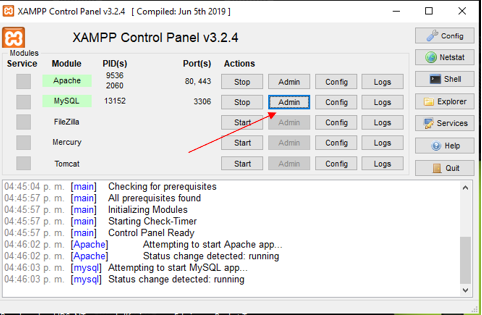 XAMPP Control Panel v3.2.4 [ Compiled: Jun 5th 2019 ]
XAMPP Control Panel v3.2.4
Config
Modules
Service Module PID(s) Port(s) Actions
Netstat
Apache 9536 2060 80, 443 Stop Admin Config Logs
Shell
MySQL 13152 3306 Stop Admin Config Logs
Explorer
FileZilla Start Admin Config Logs
Services
Mercury Start Admin Config Logs
Help
Tomcat Start Admin Config Logs
Quit
04:45:04 p. m. [main] Checking for prerequisites
04:45:57 p. m. [main] All prerequisites found
04:45:57 p. m. [main] Initializing Modules
04:45:57 p. m. [main] Starting Check-Timer
04:45:57 p. m. [main] Control Panel Ready
04:46:02 p. m. [Apache] Attempting to start Apache app...
04:46:02 p. m. [Apache] Status change detected: running
04:46:03 p. m. [mysql] Attempting to start MySQL app...
04:46:03 p. m. [mysql] Status change detected: running